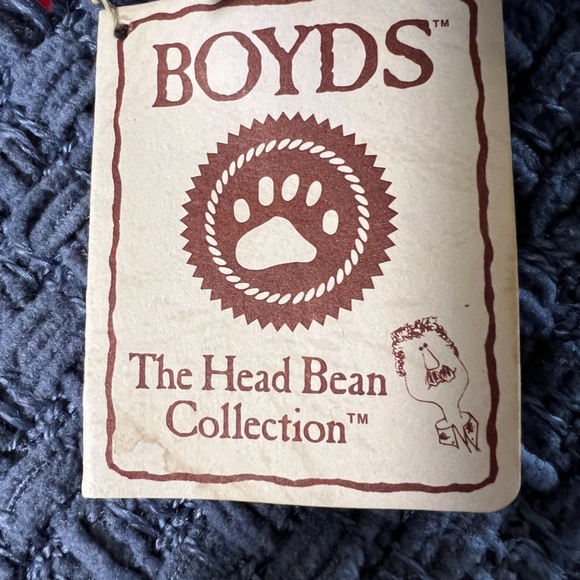 BOYDS™
The Head Bean
Collection™